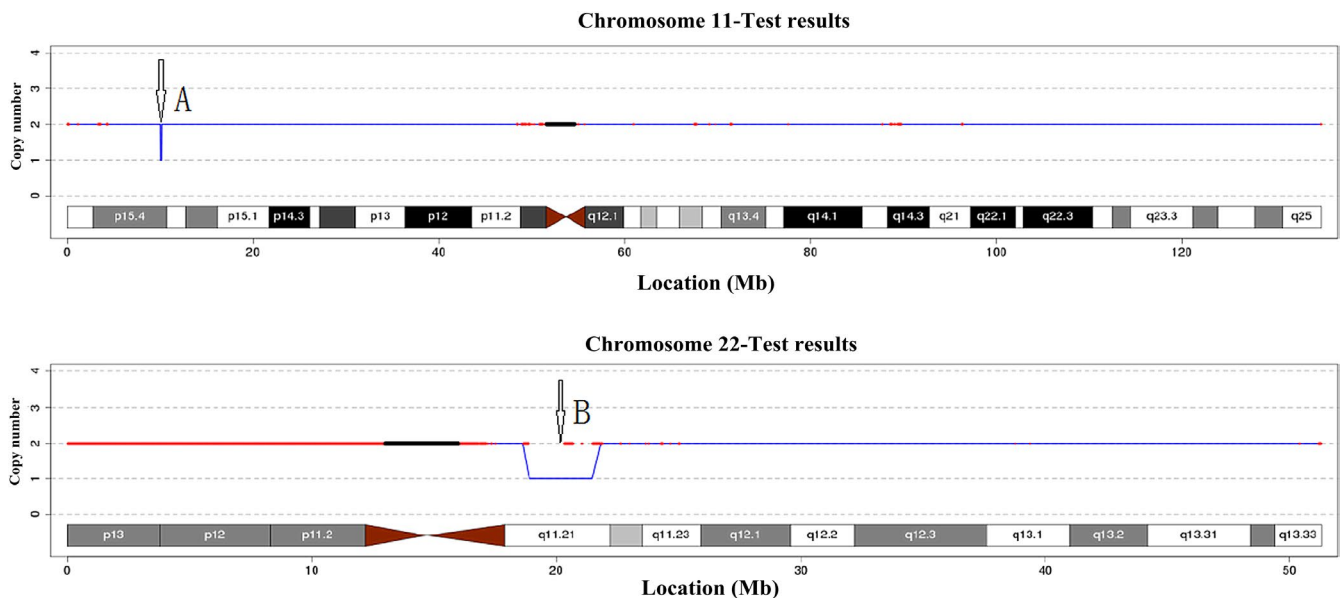 Chromosome 11-Test results
Copy number
4
3
2
1
0
A
p15.4 p15.1 p14.3 p13 p12 p11.2 q12.1 q13.4 q14.1 q14.3 q21 q22.1 q22.3 q23.3 q25
0 20 40 60 80 100 120
Location (Mb)
Chromosome 22-Test results
Copy number
4
3
2
1
0
B
p13 p12 p11.2 q11.21 q11.23 q12.1 q12.2 q12.3 q13.1 q13.2 q13.31 q13.33
0 10 20 30 40 50
Location (Mb)